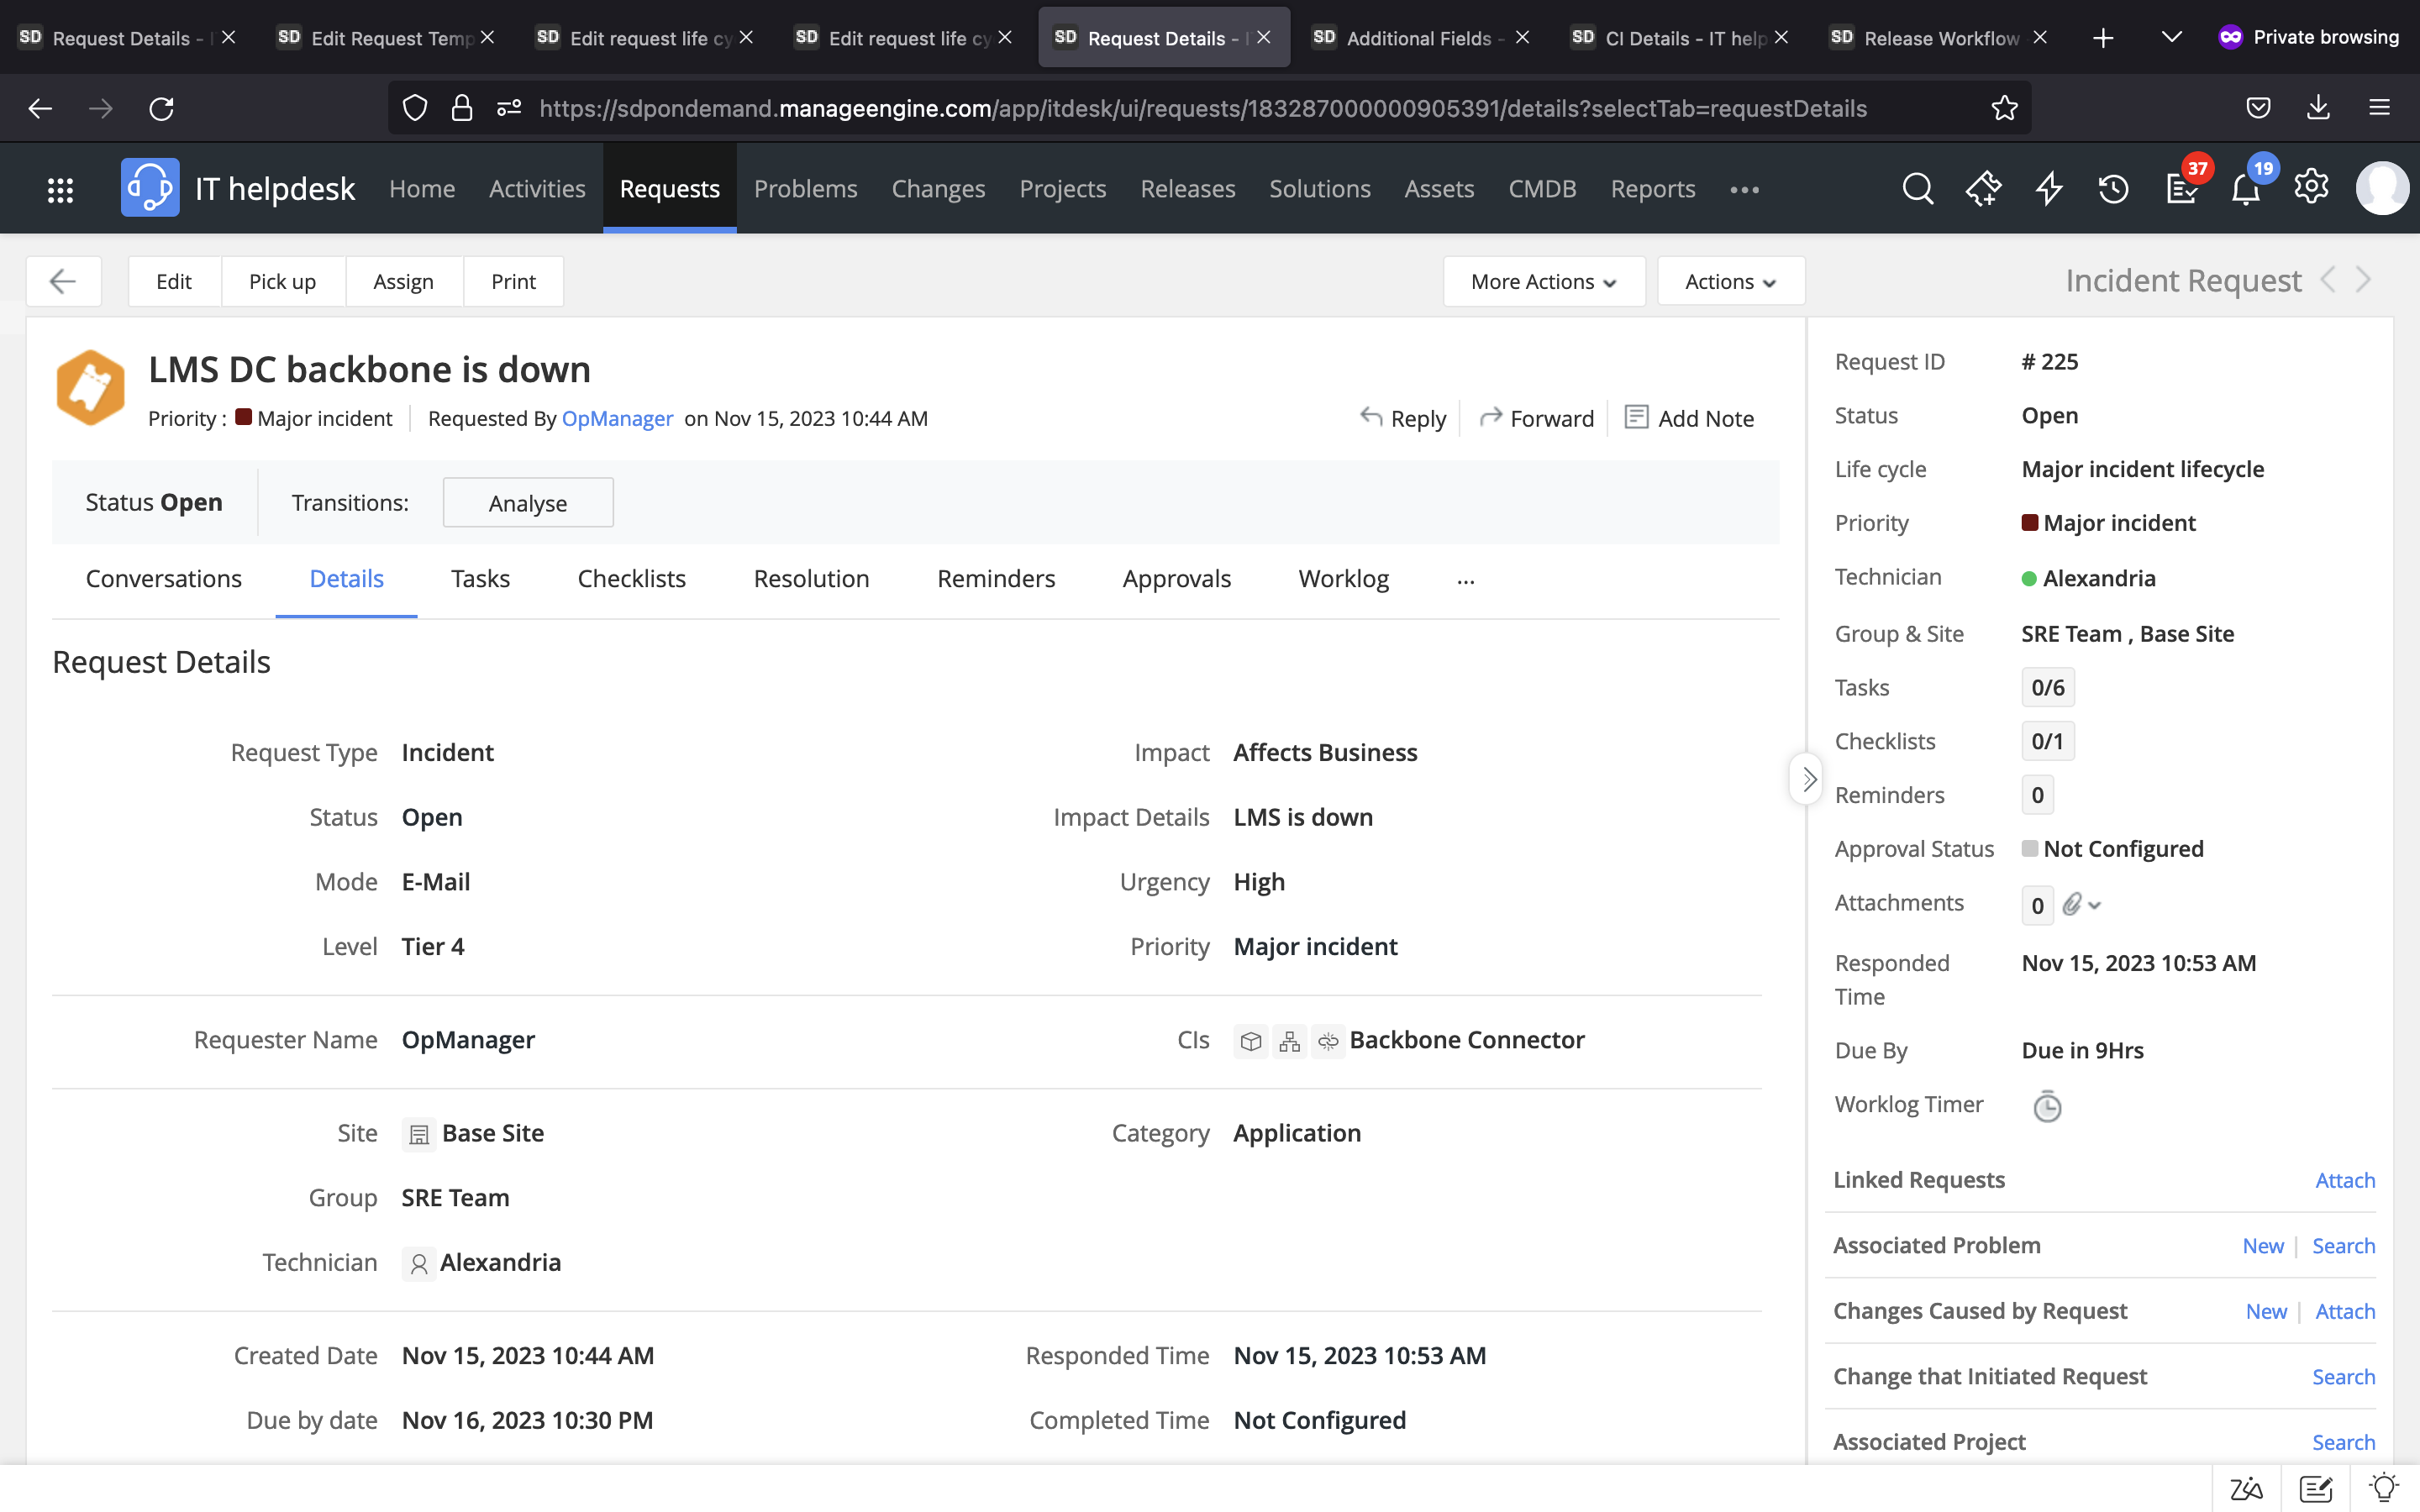 SD Request Details -
SD Edit Request Temp
SD Edit request life cy
SD Edit request life cy
SD Request Details -
SD Additional Fields -
SD CI Details - IT help
SD Release Workflow
Private browsing
https://sdpondemand.manageengine.com/app/itdesk/ui/requests/183287000000905391/details?selectTab=requestDetails
IT helpdesk Home Activities Requests Problems Changes Projects Releases Solutions Assets CMDB Reports
37
19
Edit Pick up Assign Print More Actions Actions Incident Request
LMS DC backbone is down
Priority : Major incident Requested By OpManager on Nov 15, 2023 10:44 AM Reply Forward Add Note
Status Open Transitions: Analyse
Conversations Details Tasks Checklists Resolution Reminders Approvals Worklog ...
Request Details
Request Type Incident
Impact Affects Business
Status Open
Impact Details LMS is down
Mode E-Mail
Urgency High
Level Tier 4
Priority Major incident
Requester Name OpManager
CIs Backbone Connector
Site Base Site
Category Application
Group SRE Team
Technician Alexandria
Created Date Nov 15, 2023 10:44 AM
Responded Time Nov 15, 2023 10:53 AM
Due by date Nov 16, 2023 10:30 PM
Completed Time Not Configured
Request ID # 225
Status Open
Life cycle Major incident lifecycle
Priority Major incident
Technician Alexandria
Group & Site SRE Team , Base Site
Tasks 0/6
Checklists 0/1
Reminders 0
Approval Status Not Configured
Attachments 0
Responded Nov 15, 2023 10:53 AM
Time
Due By Due in 9Hrs
Worklog Timer
Linked Requests Attach
Associated Problem New Search
Changes Caused by Request New Attach
Change that Initiated Request Search
Associated Project Search